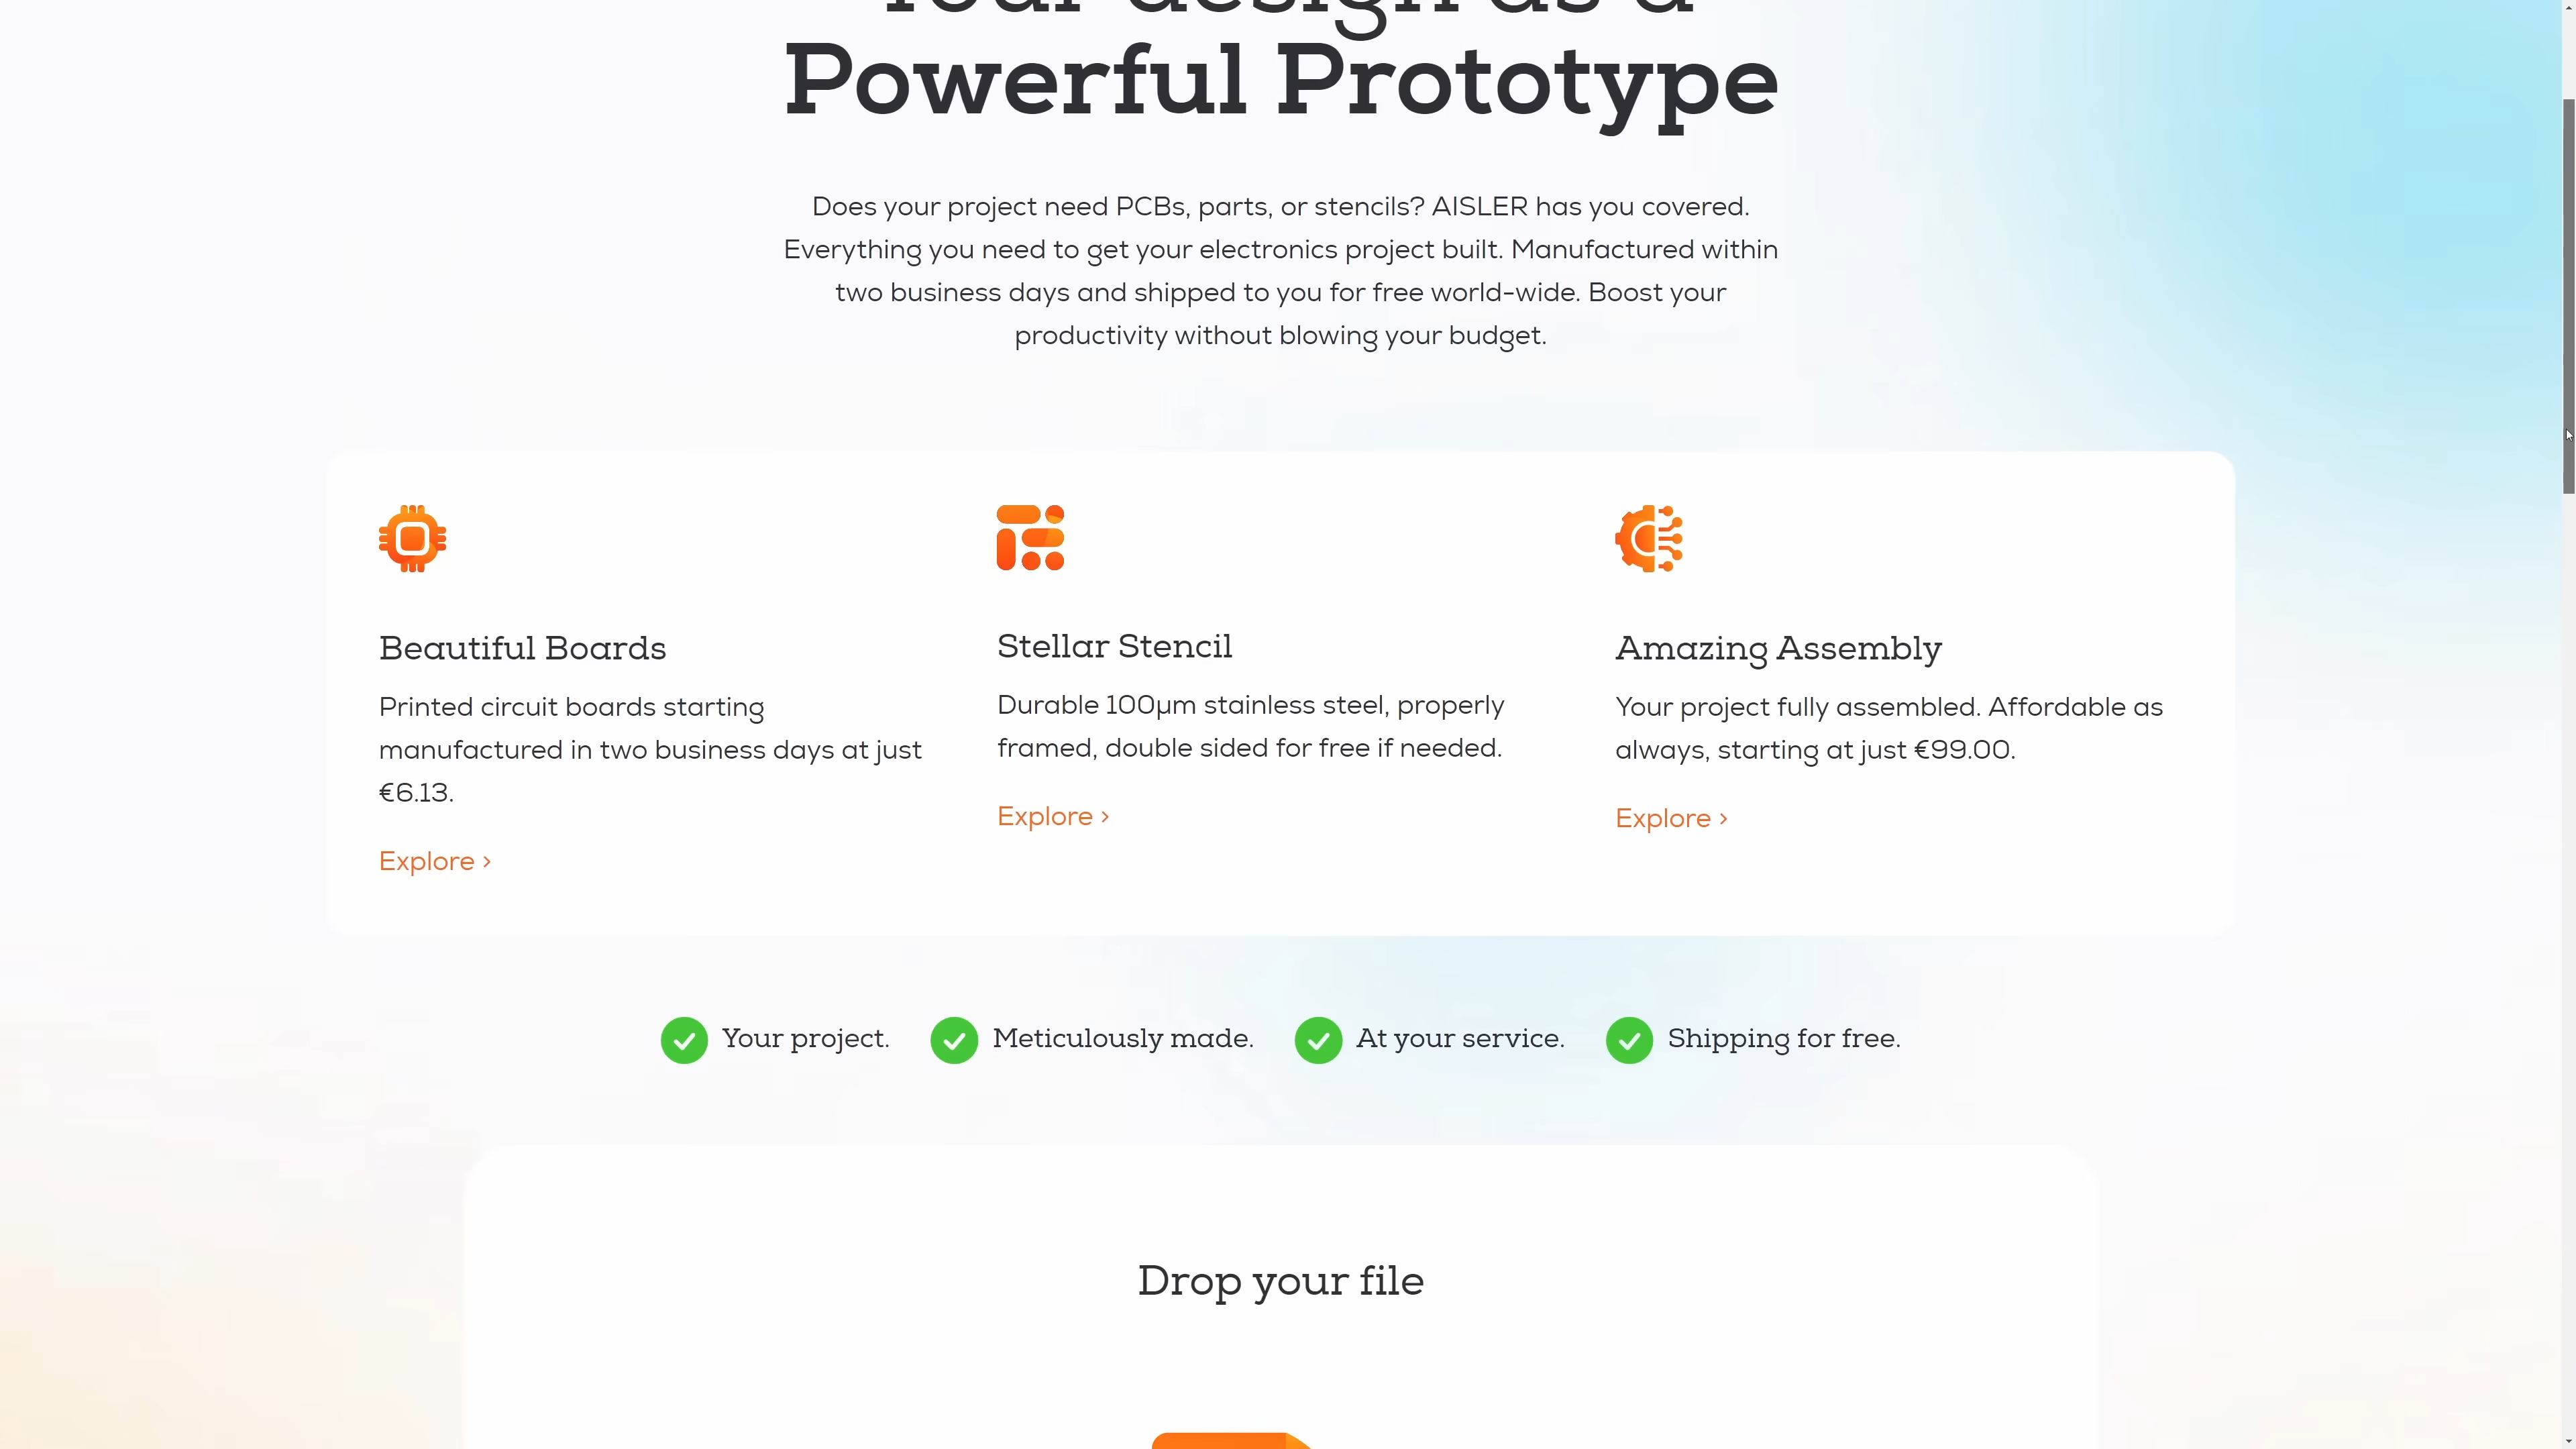 Your design as a
Powerful Prototype
Does your project need PCBs, parts, or stencils? AISLER has you covered.
Everything you need to get your electronics project built. Manufactured within
two business days and shipped to you for free world-wide. Boost your
productivity without blowing your budget.
Beautiful Boards
Printed circuit boards starting
manufactured in two business days at just
€6.13.
Explore ›
Stellar Stencil
Durable 100µm stainless steel, properly
framed, double sided for free if needed.
Explore ›
Amazing Assembly
Your project fully assembled. Affordable as
always, starting at just €99.00.
Explore ›
Your project.
Meticulously made.
At your service.
Shipping for free.
Drop your file